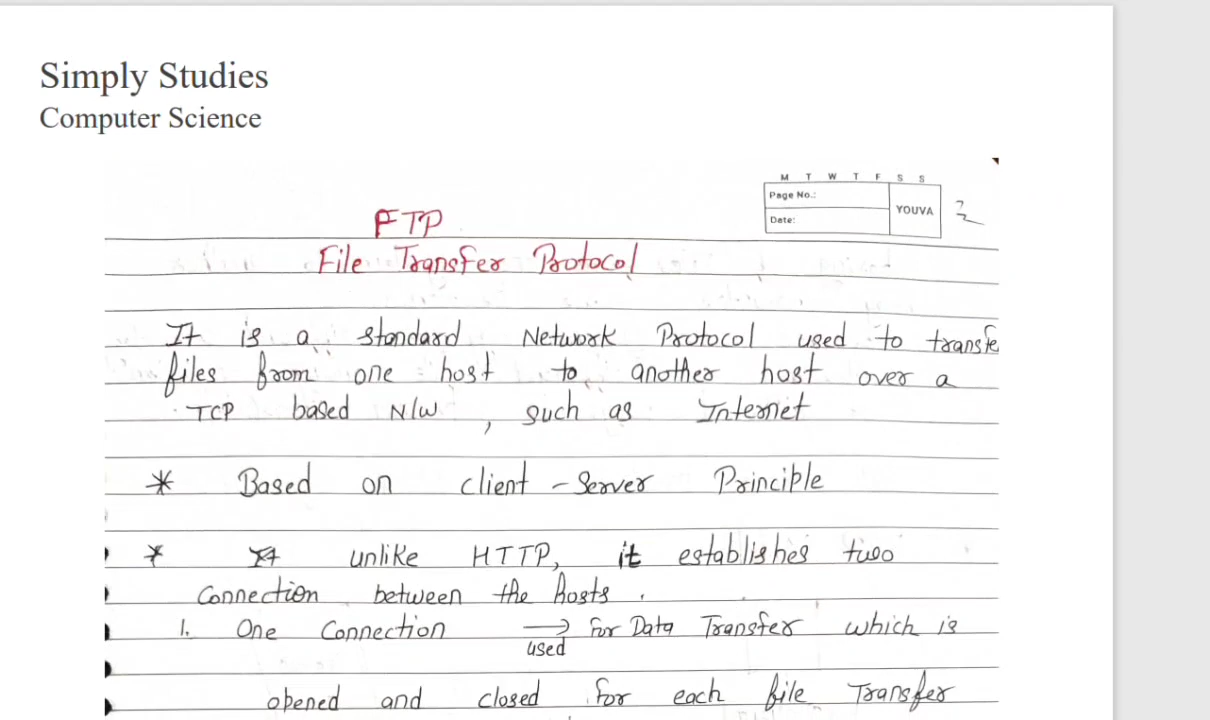 Simply Studies
Computer Science
M T W T F S S
Page No.:
Date:
YOUVA
FTP
File Transfer Protocol
It is a standard Network Protocol used to transfe
files from one host to another host over a
TCP based N/W, such as Internet
* Based on client - Server Principle
* unlike HTTP, it establishes two
Connection between the hosts.
1. One Connection → for Data Transfer which is
used
opened and closed for each file Transfer